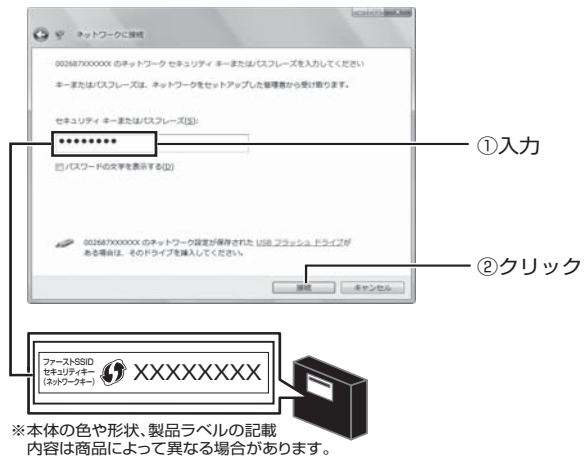 ネットワークに接続
002687XXXXXX のネットワーク セキュリティ キーまたはパスフレーズを入力してください
キーまたはパスフレーズは、ネットワークをセットアップした管理者から受け取ります。
セキュリティ キーまたはパスフレーズ(S):
●●●●●●●●
①入力
パスワードの文字を表示する(D)
002687XXXXXX のネットワーク設定が保存された USB フラッシュ ドライブが
ある場合は、そのドライブを挿入してください。
②クリック
接続 キャンセル
ファーストSSID
セキュリティキー
(ネットワークキー)
XXXXXXXX
※本体の色や形状、製品ラベルの記載
内容は商品によって異なる場合があります。